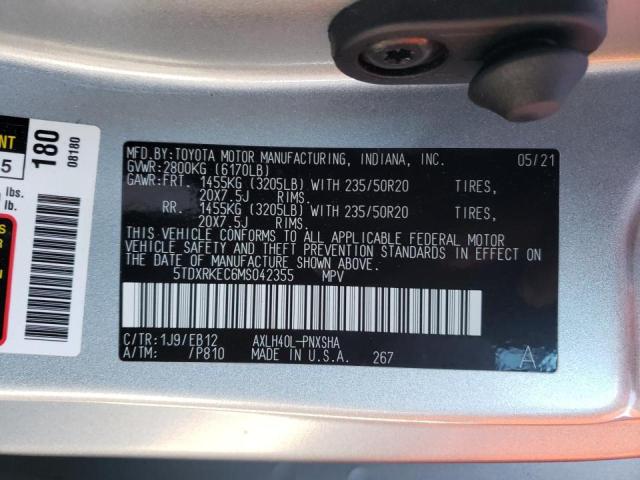 MFD.BY:TOYOTA MOTOR MANUFACTURING, INDIANA, INC. 05/21
GVWR:2800KG (6170LB)
GAWR:FRT. 1455KG (3205LB) WITH 235/50R20 TIRES,
20X7.5J RIMS.
RR. 1455KG (3205LB) WITH 235/50R20 TIRES,
20X7.5J RIMS.
THIS VEHICLE CONFORMS TO ALL APPLICABLE FEDERAL MOTOR
VEHICLE SAFETY AND THEFT PREVENTION STANDARDS IN EFFECT ON
THE DATE OF MANUFACTURE SHOWN ABOVE.
5TDXRKEC6MS042355 MPV
C/TR:1J9/EB12 AXLH40L-PNXSHA
A/TM: /P810 MADE IN U.S.A. 267 A
180
08180
5
lbs.